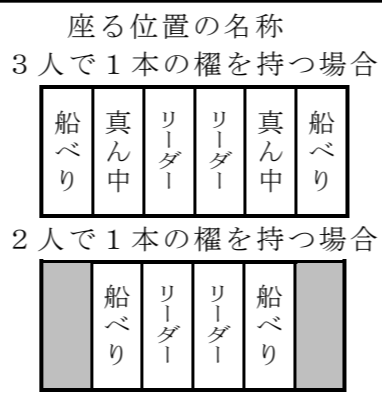 座る位置の名称
3人で1本の櫂を持つ場合
船べり
真ん中
リーダー
リーダー
真ん中
船べり
2人で1本の櫂を持つ場合
船べり
リーダー
リーダー
船べり